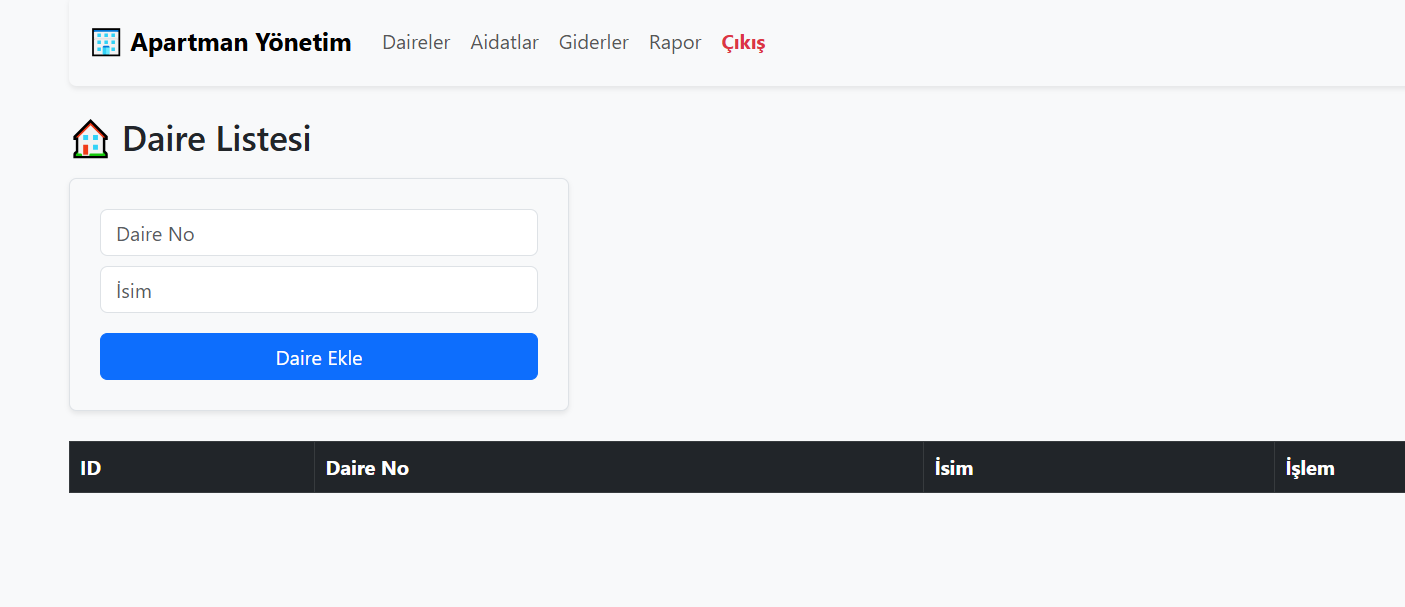 Apartman Yönetim Daireler Aidatlar Giderler Rapor Çıkış
Daire Listesi
Daire No
İsim
Daire Ekle
ID Daire No İsim İşlem